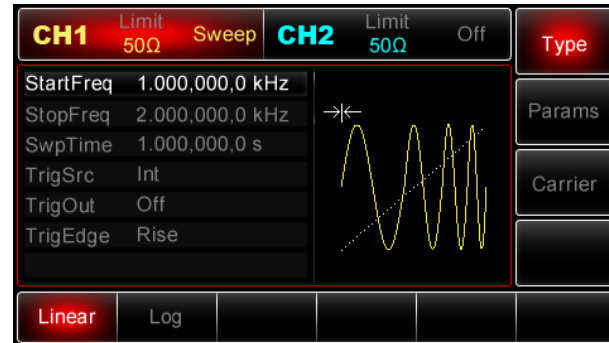 CH1 Limit 50Ω Sweep CH2 Limit 50Ω Off Type
StartFreq 1.000,000,0 kHz
StopFreq 2.000,000,0 kHz
Params
SwpTime 1.000,000,0 s
TrigSrc Int
Carrier
TrigOut Off
TrigEdge Rise
Linear Log